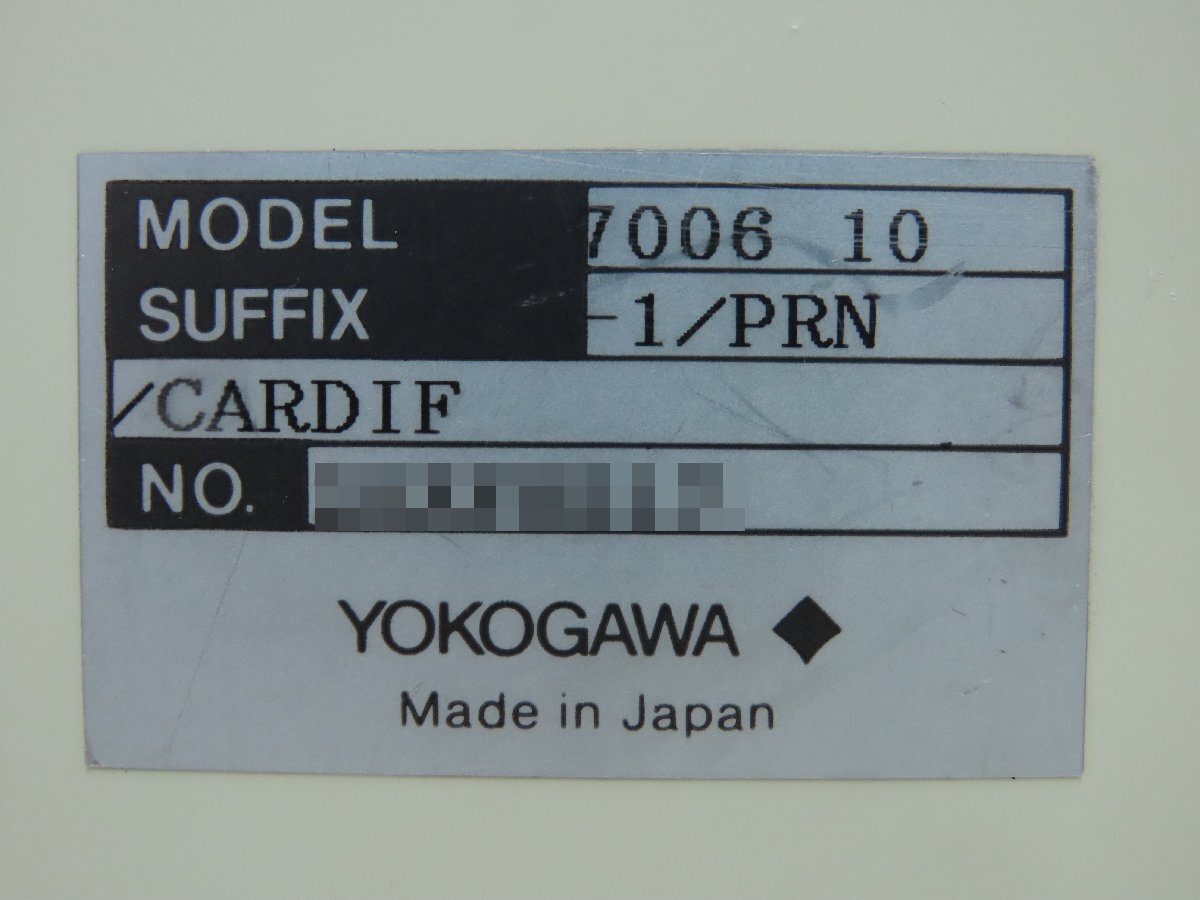 MODEL 7006 10
SUFFIX -1/PRN
/CARDIF
NO.
YOKOGAWA
Made in Japan